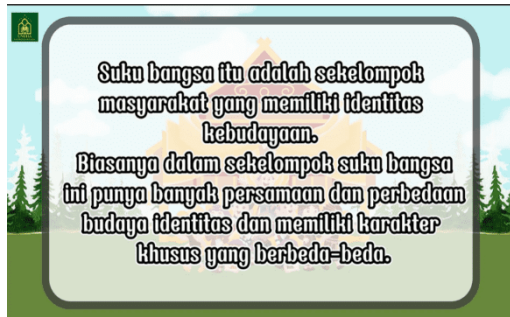 Suku bangsa itu adalah sekelompok
masyarakat yang memiliki identitas
kebudayaan.
Biasanya dalam sekelompok suku bangsa
ini punya banyak persamaan dan perbedaan
budaya identitas dan memiliki karakter
khusus yang berbeda-beda.